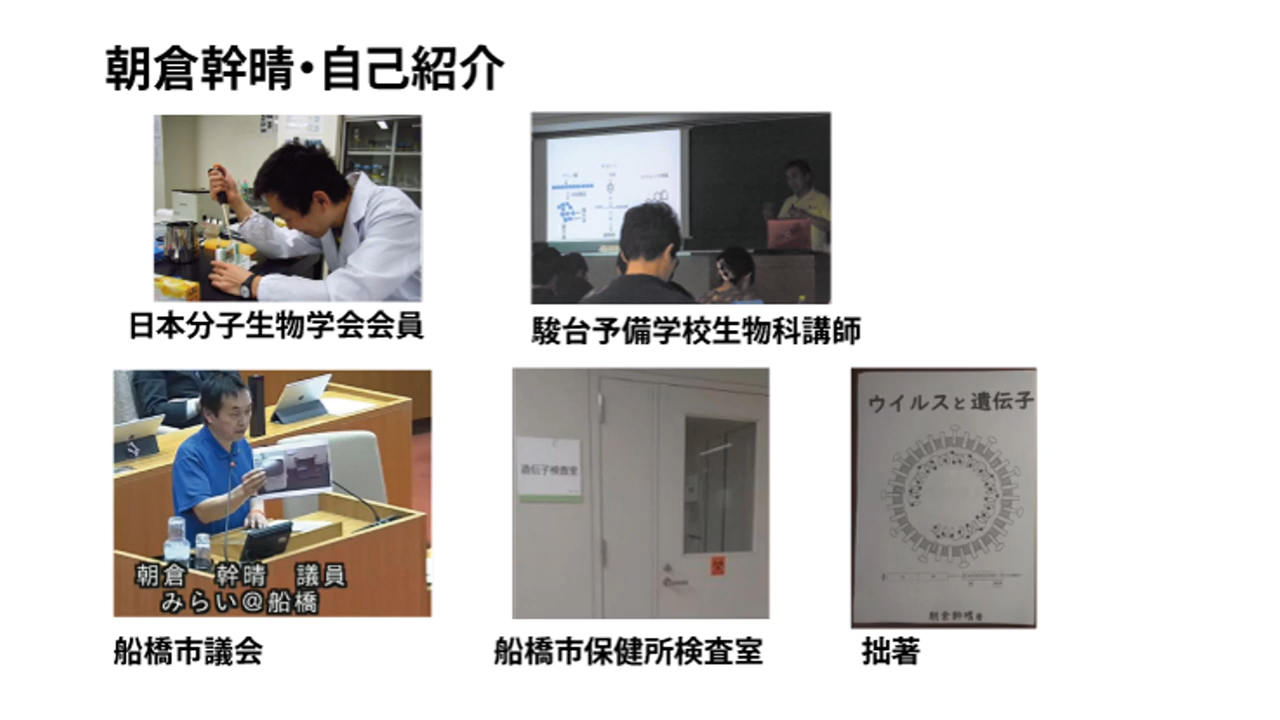 朝倉幹晴・自己紹介
日本分子生物学会会員
駿台予備学校生物科講師
朝倉　幹晴　議員
みらい@船橋
船橋市議会
遺伝子検査室
船橋市保健所検査室
ウイルスと遺伝子
朝倉幹晴著
拙著